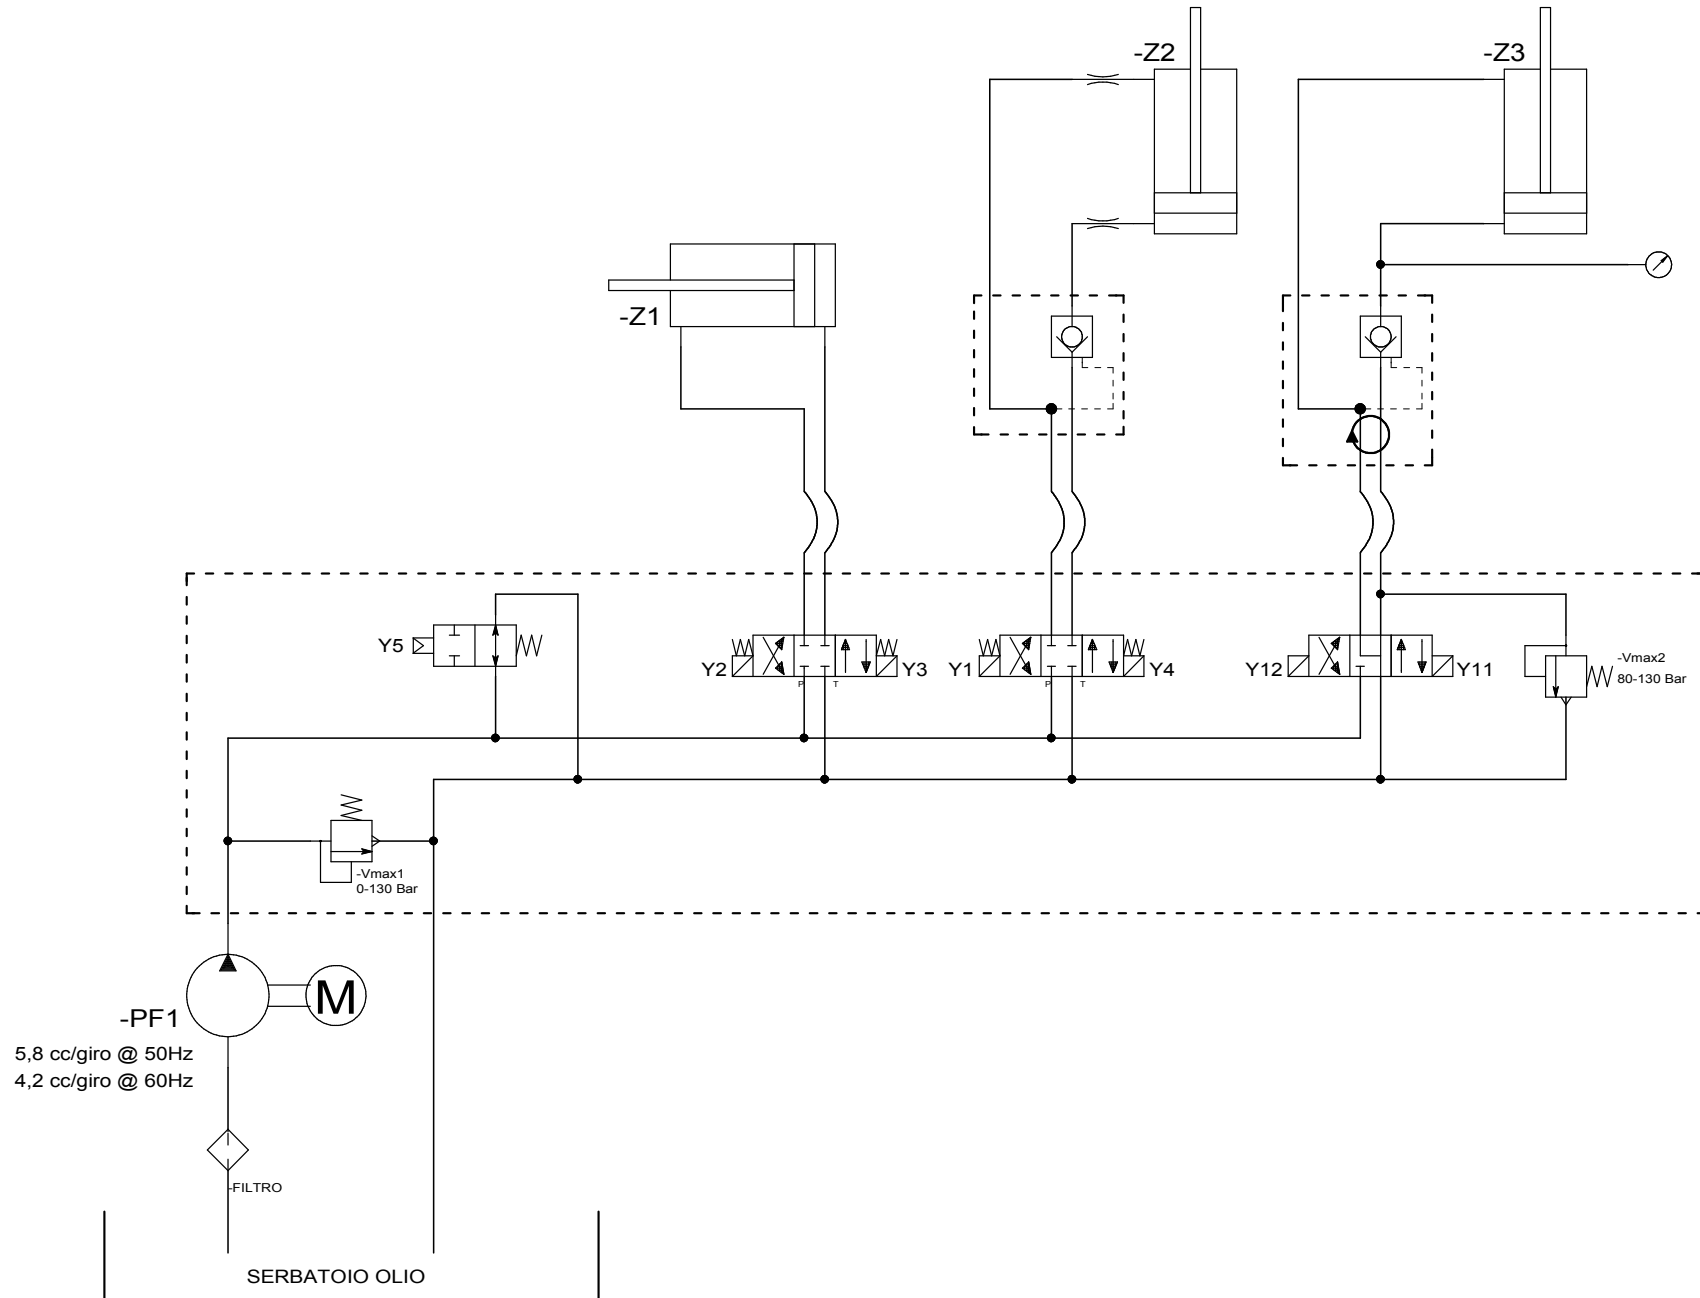 -Z2
-Z3
-Z1
Y5
Y2
Y3
Y1
Y4
Y12
Y11
-Vmax2
80-130 Bar
P
T
P
T
-Vmax1
0-130 Bar
M
-PF1
5,8 cc/giro @ 50Hz
4,2 cc/giro @ 60Hz
-FILTRO
SERBATOIO OLIO